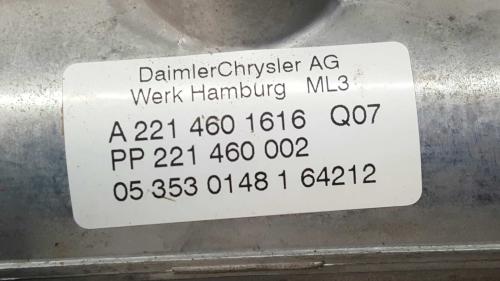 DaimlerChrysler AG
Werk Hamburg ML3
A 221 460 1616 Q07
PP 221 460 002
05 353 0148 1 64212